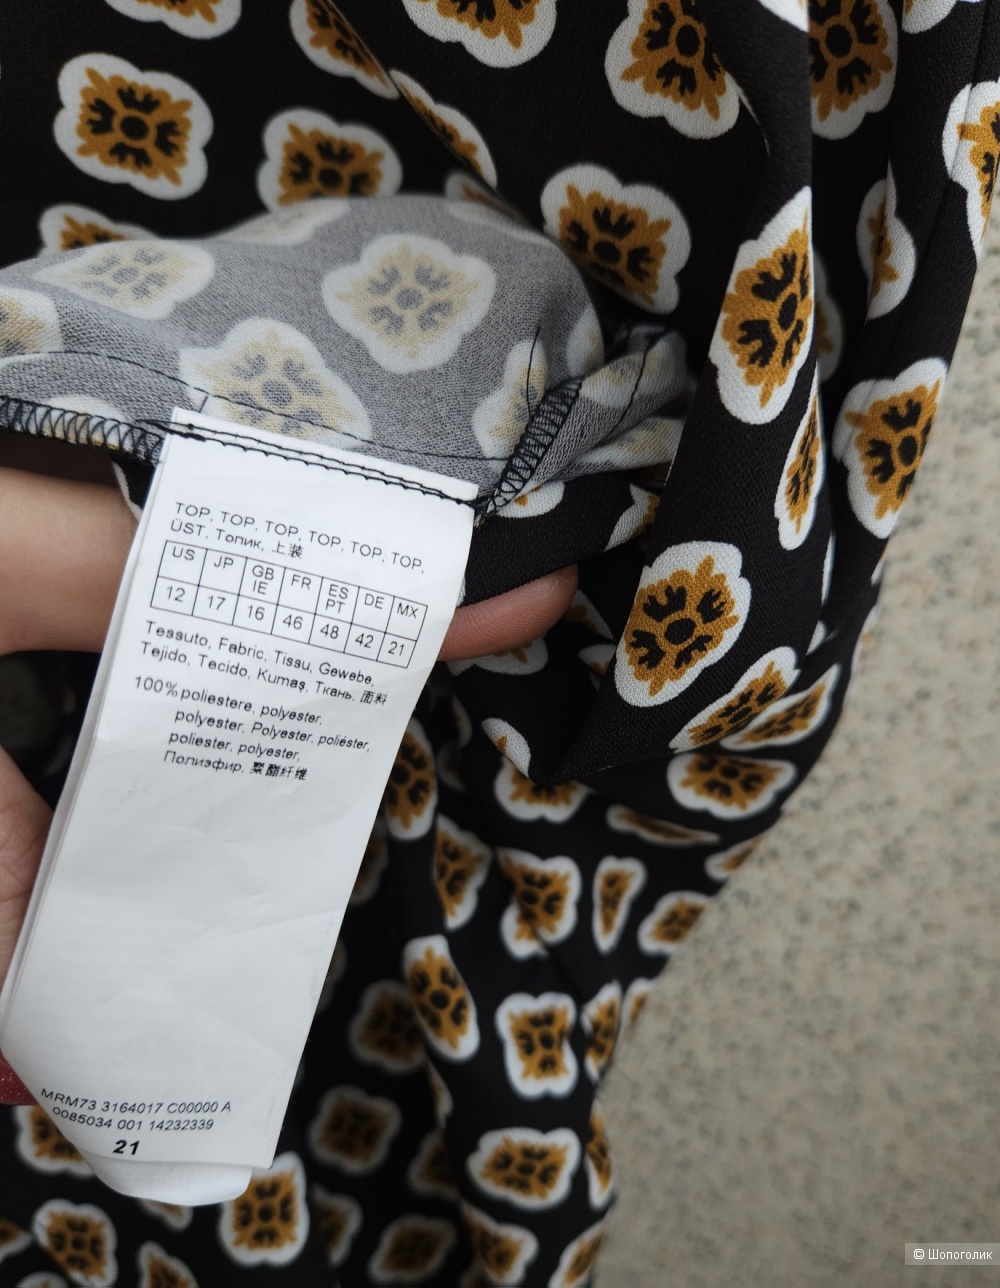 TOP, TOP, TOP, TOP, TOP, TOP,
ÜST, Топик, 上装
US JP GB IE FR ES PT DE MX
12 17 16 46 48 42 21
Tessuto, Fabric, Tissu, Gewebe,
Tejido, Tecido, Kumaş, Ткань, 面料
100% poliestere, polyester,
polyester, Polyester, poliéster,
poliester, polyester,
Полиэфир, 聚酯纤维
MRM73 3164017 C00000 A
0085034 001 14232339
21
© Шопоголик